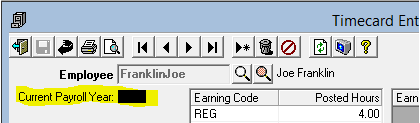 Timecard Ent
Employee FranklinJoe Joe Franklin
Current Payroll Year:
Earning Code Posted Hours Earn
REG 4.00